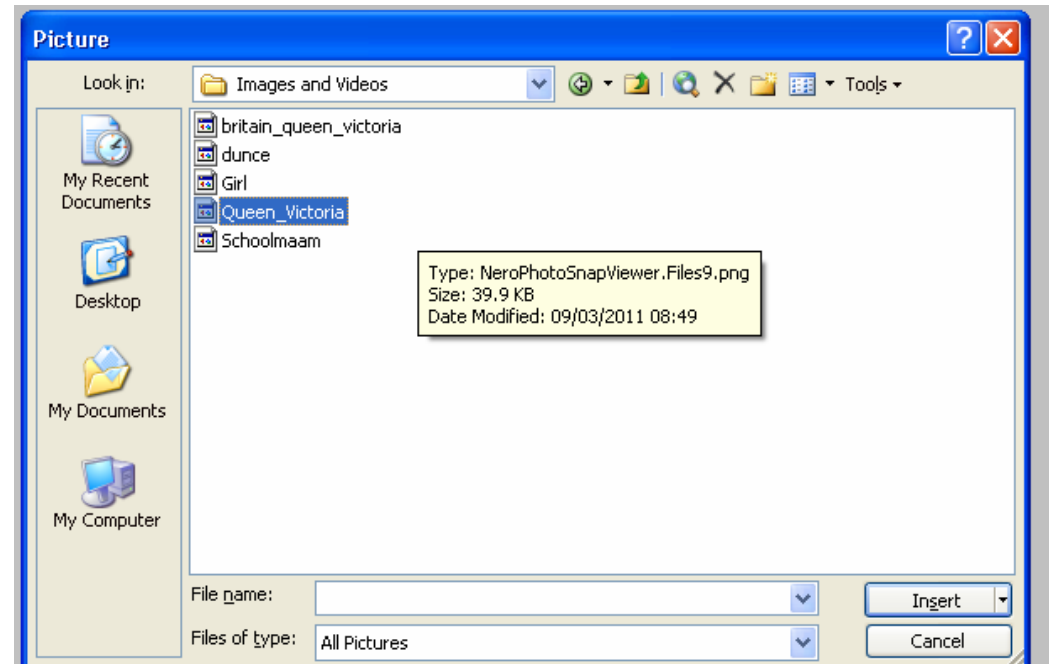 Picture
Look in:
Images and Videos
Tools
britain_queen_victoria
dunce
Girl
Queen_Victoria
Schoolmaam
My Recent
Documents
Desktop
My Documents
My Computer
Type: NeroPhotoSnapViewer.Files9.png
Size: 39.9 KB
Date Modified: 09/03/2011 08:49
File name:
Insert
Files of type:
All Pictures
Cancel